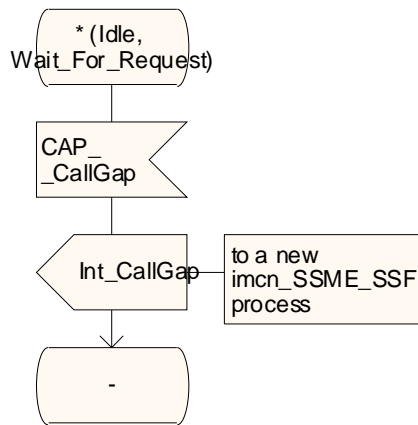 * (Idle,
Wait_For_Request)
CAP_
_CallGap
Int_CallGap
to a new
imcn_SSME_SSF
process
-